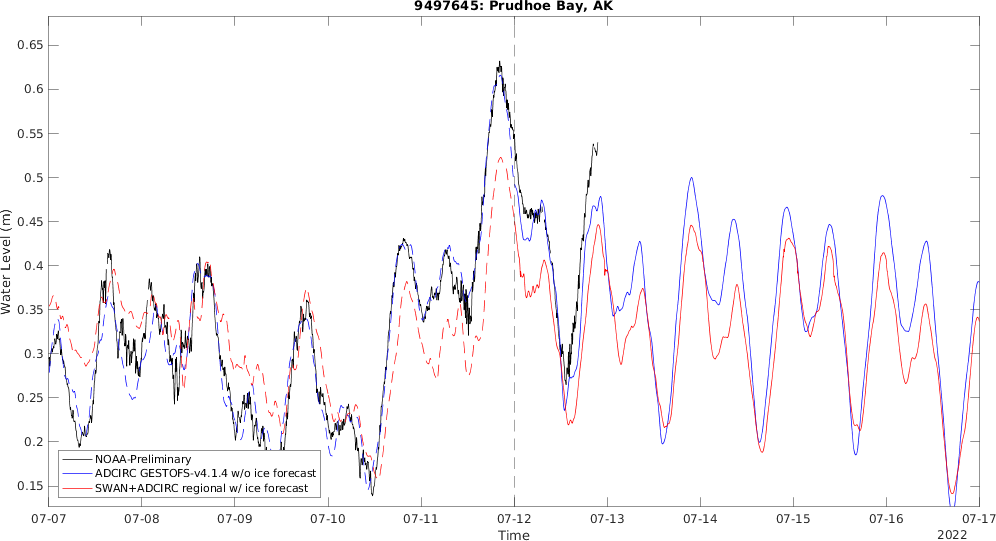 9497645: Prudhoe Bay, AK
Water Level (m)
0.65
0.6
0.55
0.5
0.45
0.4
0.35
0.3
0.25
0.2
0.15
NOAA-Preliminary
ADCIRC GESTOFS-v4.1.4 w/o ice forecast
SWAN+ADCIRC regional w/ ice forecast
07-07 07-08 07-09 07-10 07-11 07-12 07-13 07-14 07-15 07-16 07-17
Time
2022